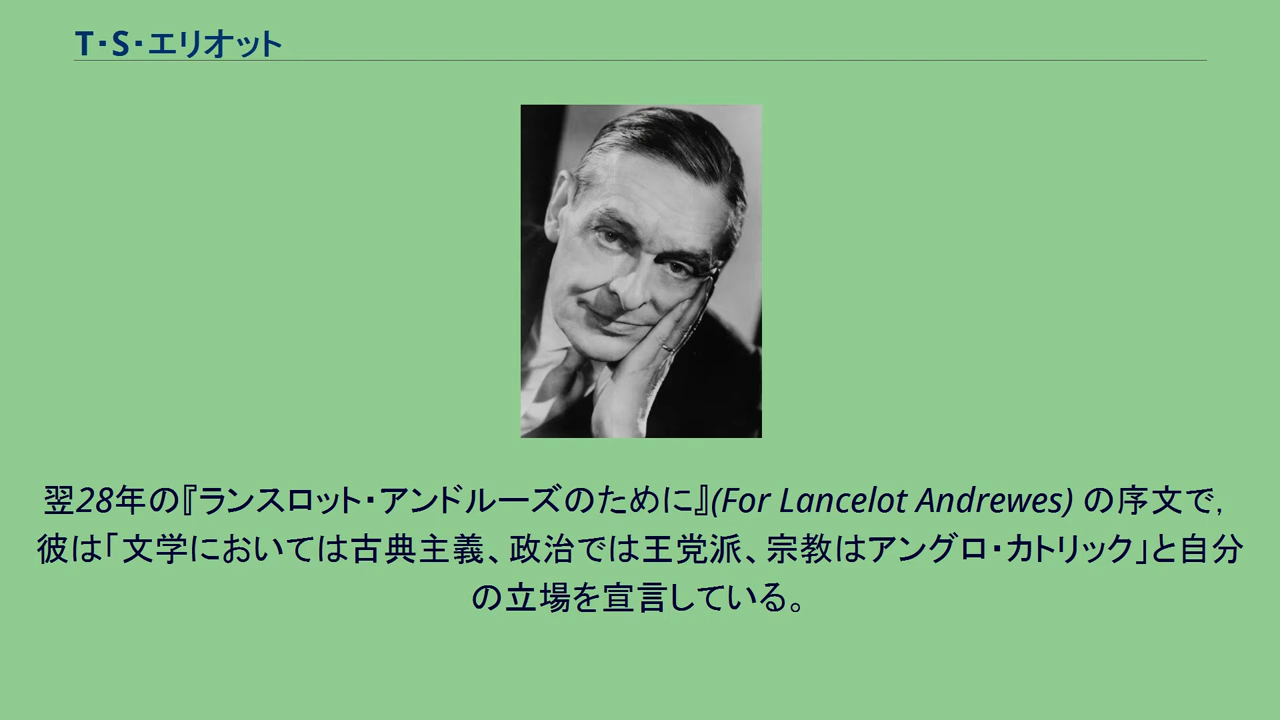 T・S・エリオット
翌28年の『ランスロット・アンドルーズのために』(For Lancelot Andrewes) の序文で,
彼は「文学においては古典主義、政治では王党派、宗教はアングロ・カトリック」と自分
の立場を宣言している。